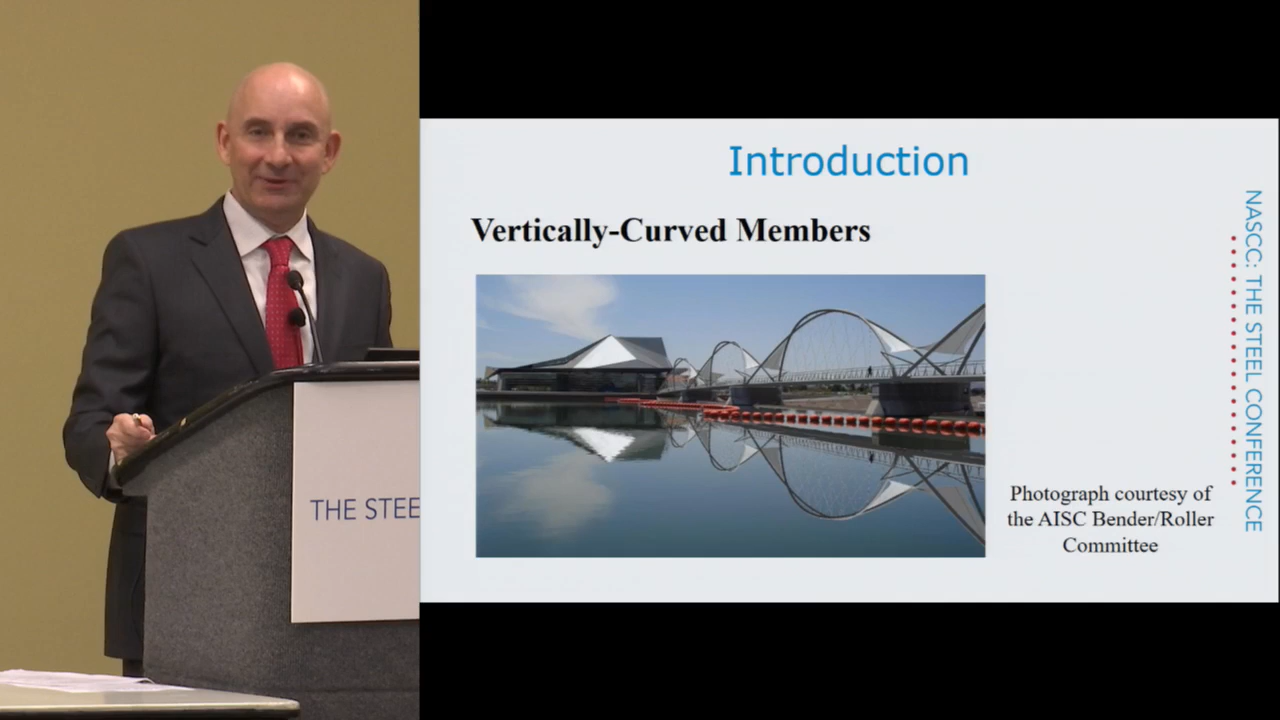 Introduction
Vertically-Curved Members
Photograph courtesy of
the AISC Bender/Roller
Committee
NASCC: THE STEEL CONFERENCE
THE STEE